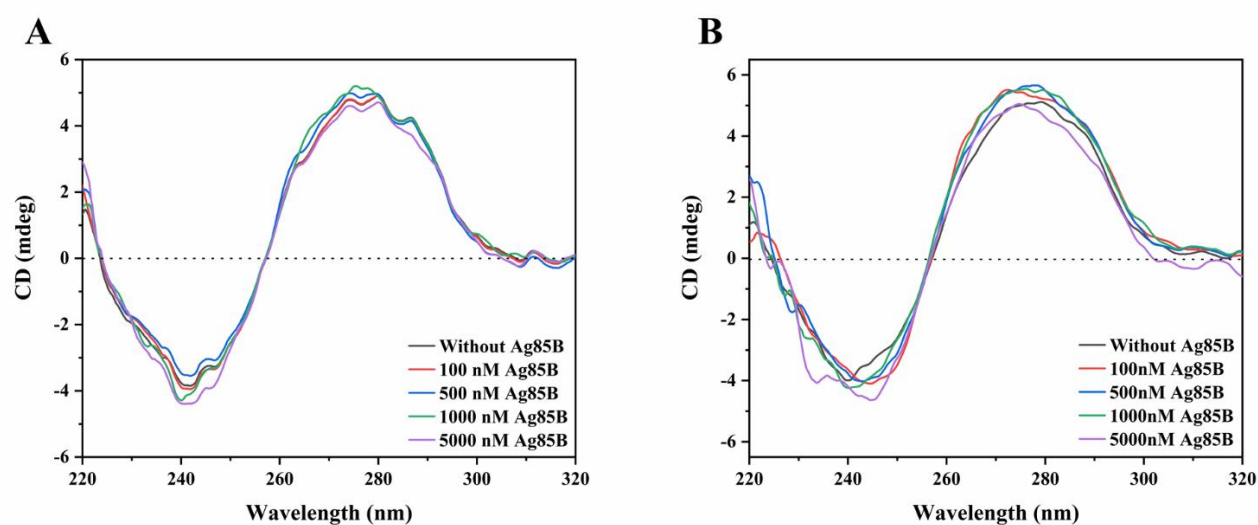 A
6
4
2
0
-2
-4
-6
CD (mdeg)
220 240 260 280 300 320
Wavelength (nm)
Without Ag85B
100 nM Ag85B
500 nM Ag85B
1000 nM Ag85B
5000 nM Ag85B
B
6
4
2
0
-2
-4
-6
CD (mdeg)
220 240 260 280 300 320
Wavelength (nm)
Without Ag85B
100nM Ag85B
500nM Ag85B
1000nM Ag85B
5000nM Ag85B